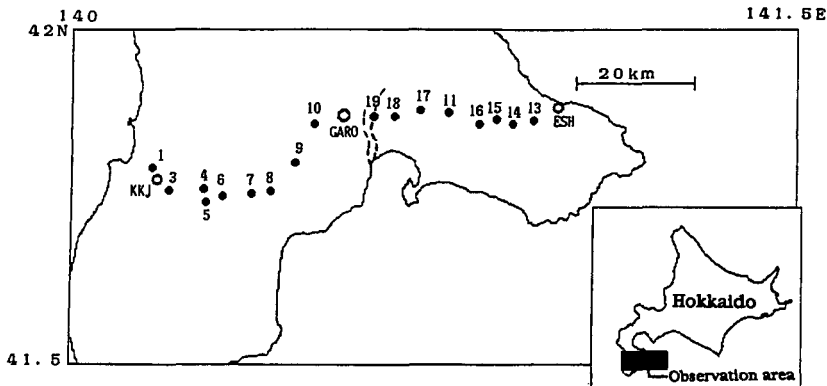 140 141.5E
42N
20km
10 19 18 17 11 16 15 14 13
GARO ESH
9
1
KKJ 3 4 6 7 8
5
Hokkaido
41.5
Observation area